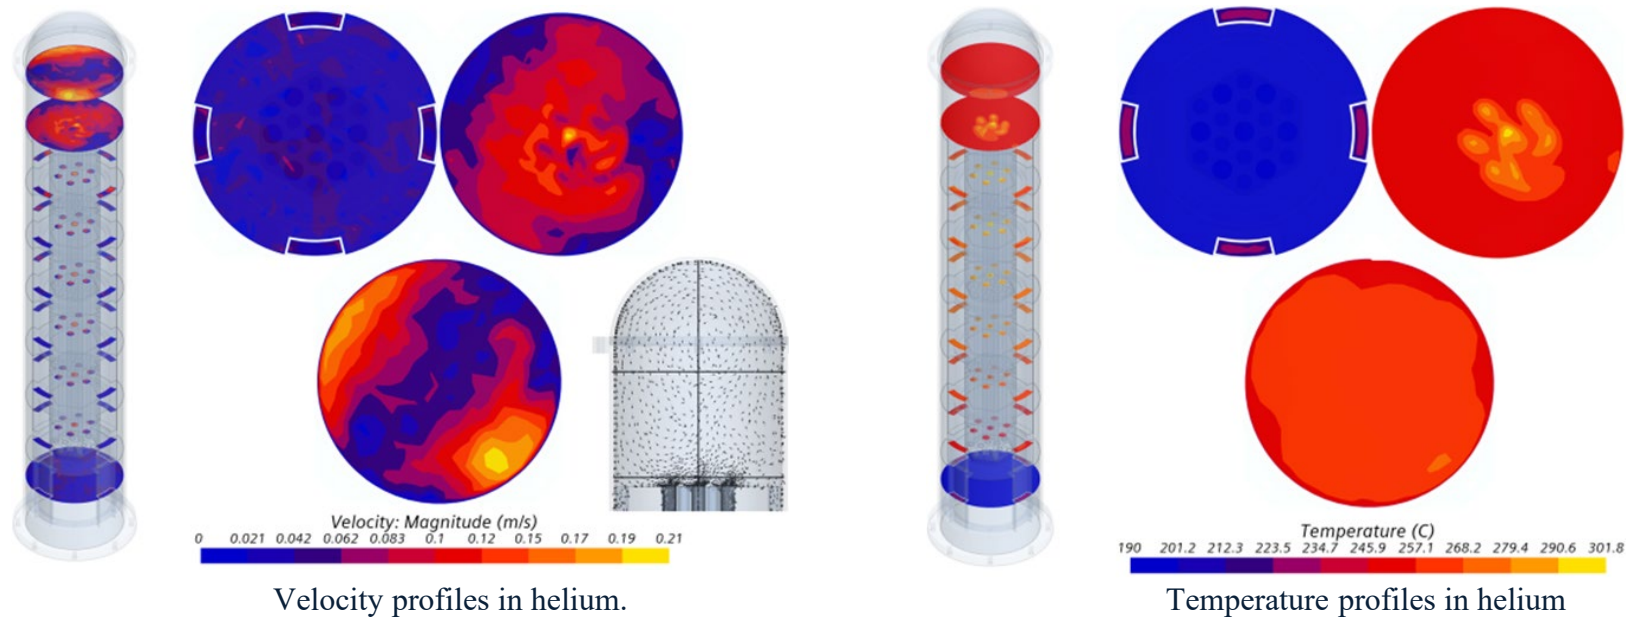 Velocity: Magnitude (m/s)
0 0.021 0.042 0.062 0.083 0.1 0.12 0.15 0.17 0.19 0.21
Velocity profiles in helium.
Temperature (C)
190 201.2 212.3 223.5 234.7 245.9 257.1 268.2 279.4 290.6 301.8
Temperature profiles in helium